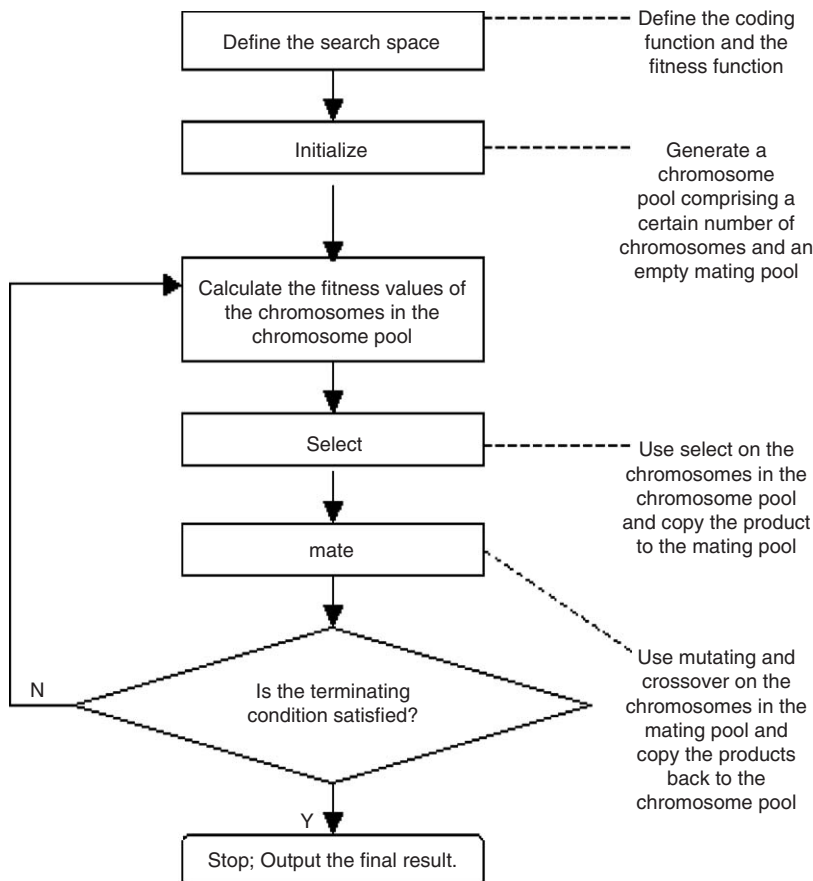 Define the search space
Define the coding
function and the
fitness function
Initialize
Generate a
chromosome
pool comprising a
certain number of
chromosomes and an
empty mating pool
Calculate the fitness values of
the chromosomes in the
chromosome pool
Select
Use select on the
chromosomes in the
chromosome pool
and copy the product
to the mating pool
mate
Use mutating and
crossover on the
chromosomes in the
mating pool and
copy the products
back to the
chromosome pool
N
Is the terminating
condition satisfied?
Y
Stop; Output the final result.